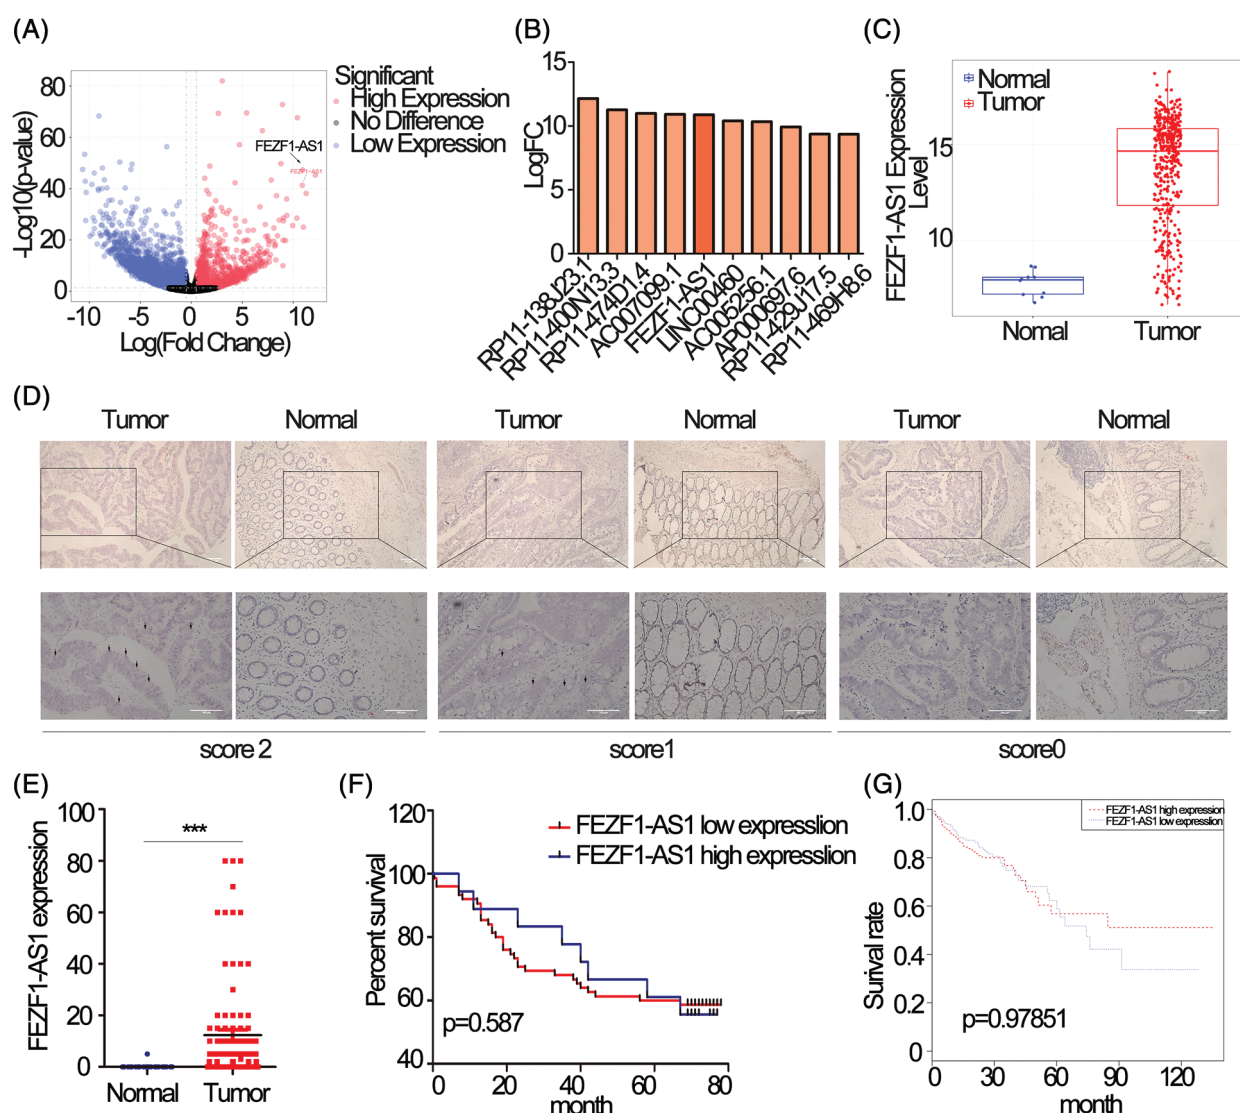 (A)
80
60
40
20
0
-Log10(p-value)
-10
-5
0
5
10
Log(Fold Change)
FEZF1-AS1
FEZF1-AS1
Significant
High Expression
No Difference
Low Expression
(B)
15
10
5
0
LogFC
RP11-138J23.1
RP11-400N13.3
RP11-474D1.4
AC007099.1
FEZF-AS1
LINC00460
AC005256.1
AP000697.6
RP11-429J17.5
RP11-469H8.6
(C)
Normal
Tumor
15
10
FEZF1-AS1 Expression
Level
Nomal
Tumor
(D)
Tumor
Normal
Tumor
Normal
Tumor
Normal
score 2
score1
score0
(E)
100
80
60
40
20
0
FEZF1-AS1 expression
***
Normal
Tumor
(F)
120
100
80
60
40
Percent survival
FEZF1-AS1 low expresslion
FEZF1-AS1 high expresslion
p=0.587
0
20
40
60
80
month
(G)
1.0
0.8
0.6
0.4
0.2
0
Surival rate
FEZF1-AS1 high expresslion
FEZF1-AS1 low expresslion
p=0.97851
0
30
60
90
120
month